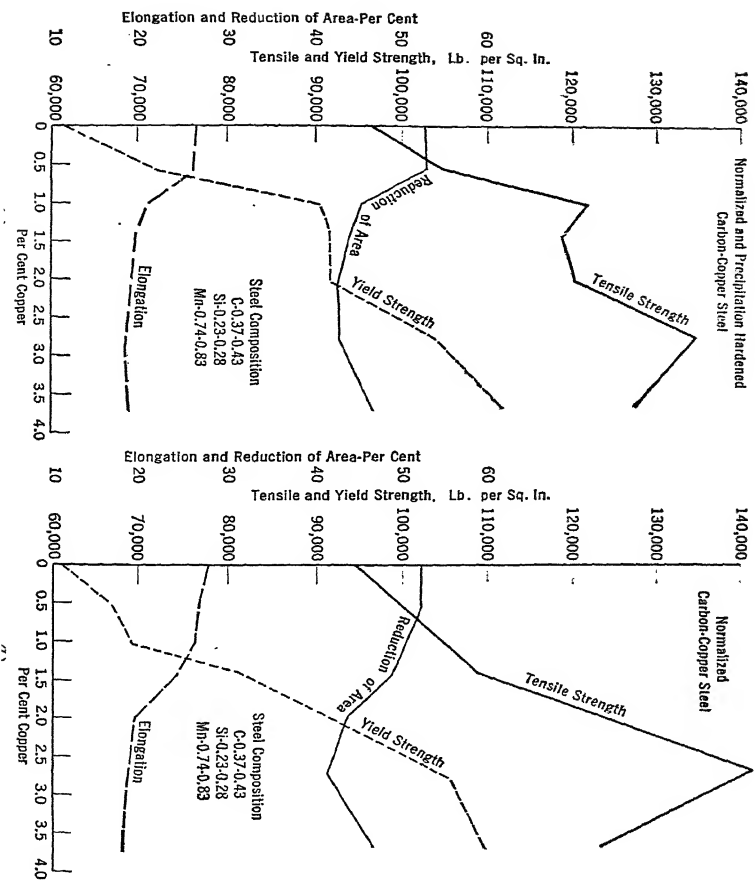 Elongation and Reduction of Area-Per Cent
10
20
30
40
50
60
Tensile and Yield Strength, Lb. per Sq. In.
60,000
70,000
80,000
90,000
100,000
110,000
120,000
130,000
140,000
Normalized and Precipitation Hardened
Carbon-Copper Steel
Tensile Strength
Reduction
of Area
Yield Strength
Steel Composition
C-0.37-0.43
Si-0.23-0.28
Mn-0.74-0.83
Elongation
0 0.5 1.0 1.5 2.0 2.5 3.0 3.5 4.0
Per Cent Copper
Elongation and Reduction of Area-Per Cent
10
20
30
40
50
60
Tensile and Yield Strength, Lb. per Sq. In.
60,000
70,000
80,000
90,000
100,000
110,000
120,000
130,000
140,000
Normalized
Carbon-Copper Steel
Tensile Strength
Reduction
of Area
Yield Strength
Steel Composition
C-0.37-0.43
Si-0.23-0.28
Mn-0.74-0.83
Elongation
0 0.5 1.0 1.5 2.0 2.5 3.0 3.5 4.0
Per Cent Copper